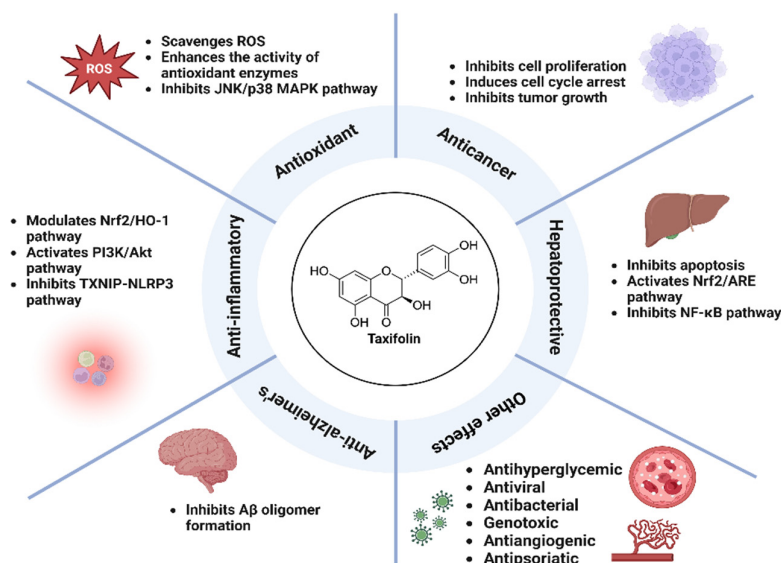 ROS
Scavenges ROS
Enhances the activity of
antioxidant enzymes
Inhibits JNK/p38 MAPK pathway
Inhibits cell proliferation
Induces cell cycle arrest
Inhibits tumor growth
Antioxidant
Anticancer
Modulates Nrf2/HO-1
pathway
Activates PI3K/Akt
pathway
Inhibits TXNIP-NLRP3
pathway
Anti-inflammatory
Hepatoprotective
Inhibits apoptosis
Activates Nrf2/ARE
pathway
Inhibits NF-κB pathway
OH
HO
O
OH
OH
OH
O
Taxifolin
Anti-alzheimer's
Other effects
Inhibits Aβ oligomer
formation
Antihyperglycemic
Antiviral
Antibacterial
Genotoxic
Antiangiogenic
Antipsoriatic